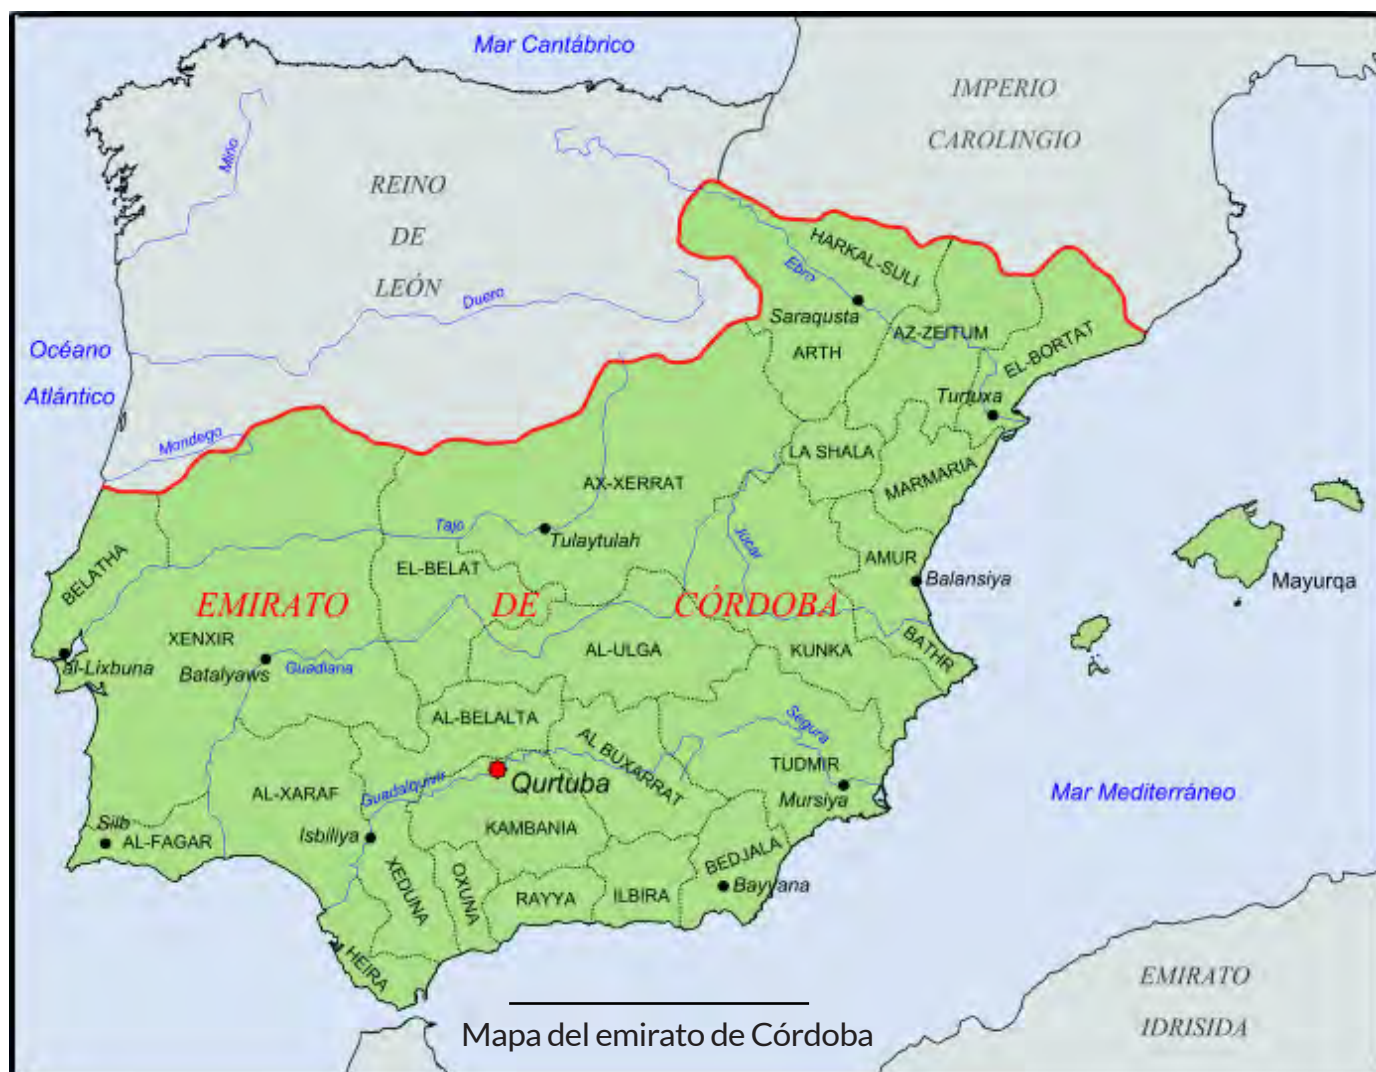 Mar Cantábrico
IMPERIO
CAROLINGIO
Miño
REINO
DE
LEÓN
HARKAL-SULI
Ebro
Duero
Saraqusta
AZ-ZEITUM
Océano
Atlántico
ARTH
EL-BORTAT
Turtuxa
Mondego
LA SHALA
MARMARIA
AX-XERRAT
Tajo
Tulaytulah
Júcar
AMUR
Balansiya
Mayurqa
BELATHA
EL-BELAT
EMIRATO DE CÓRDOBA
XENXIR
al-Lixbuna
Batalyaws
Guadiana
AL-ULGA
KUNKA
BATHR
AL-BELALTA
Segura
AL BUXARRAT
TUDMIR
Mursiya
Qurtuba
Guadalquivir
AL-XARAF
Mar Mediterráneo
Silb
AL-FAGAR
Isbiliya
KAMBANIA
BEDJALA
Bayyana
XEDUNA
OXUNA
RAYYA
ILBIRA
HEIRA
EMIRATO
IDRISIDA
Mapa del emirato de Córdoba